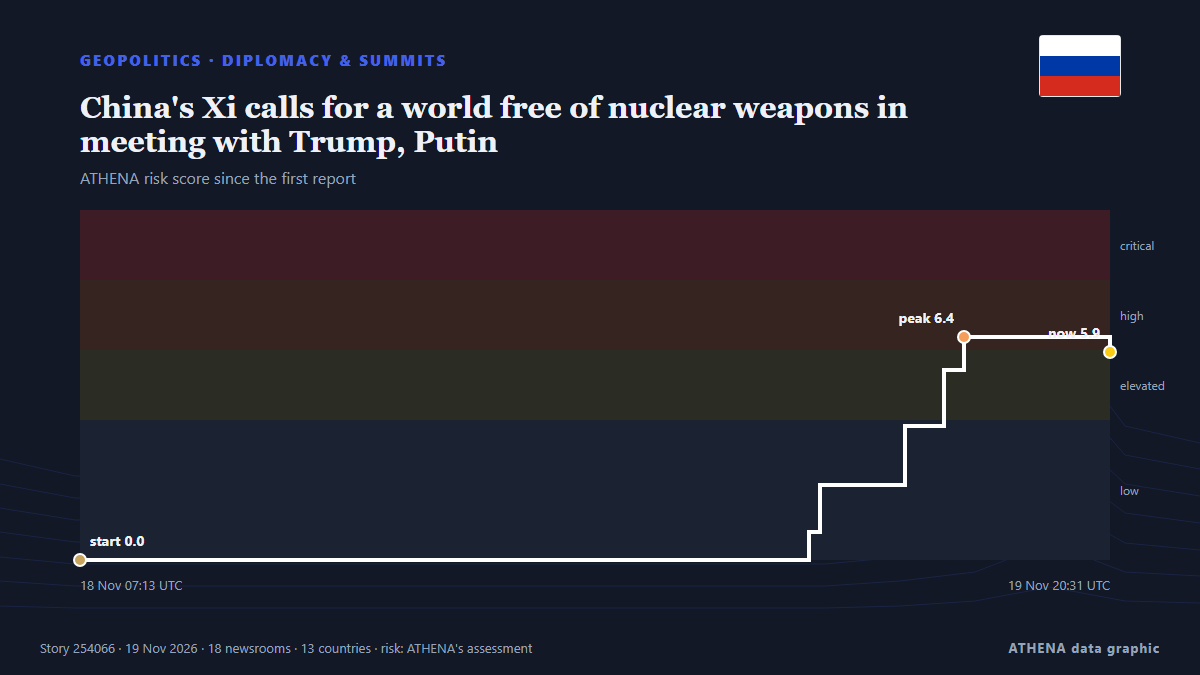 GEOPOLITICS · DIPLOMACY & SUMMITS
China's Xi calls for a world free of nuclear weapons in
meeting with Trump, Putin
ATHENA risk score since the first report
critical
peak 6.4
high
now 5.9
elevated
low
start 0.0
18 Nov 07:13 UTC
19 Nov 20:31 UTC
Story 254066 · 19 Nov 2026 · 18 newsrooms · 13 countries · risk: ATHENA's assessment
ATHENA data graphic